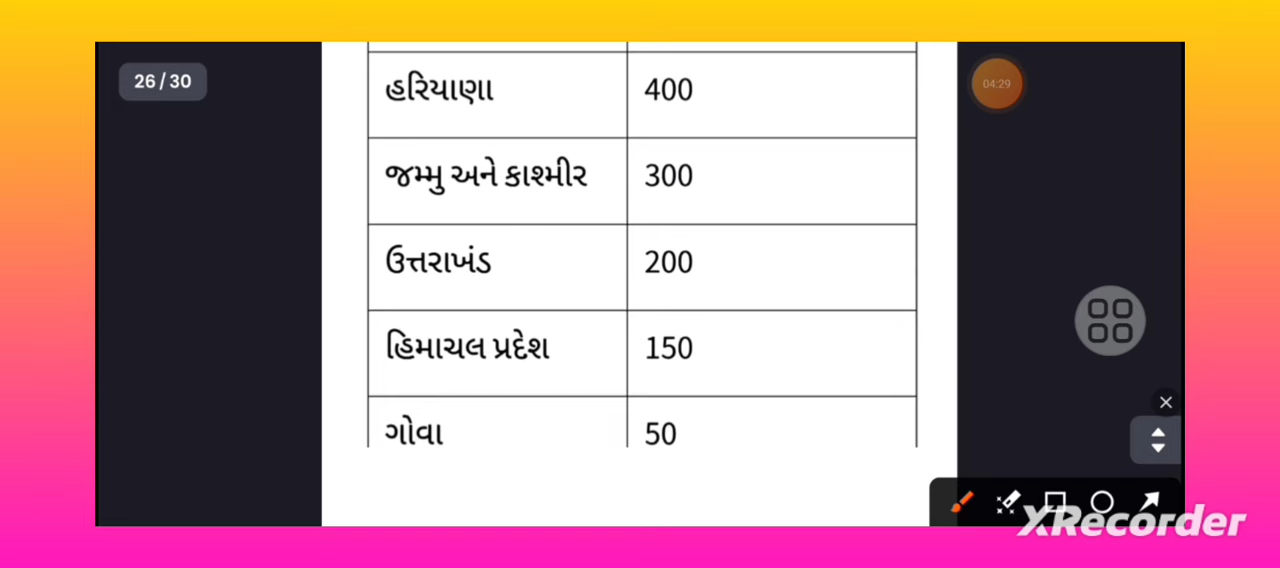 26 / 30
04:29
હરિયાણા 400
જમ્મુ અને કાશ્મીર 300
ઉત્તરાખંડ 200
હિમાચલ પ્રદેશ 150
ગોવા 50
XRecorder